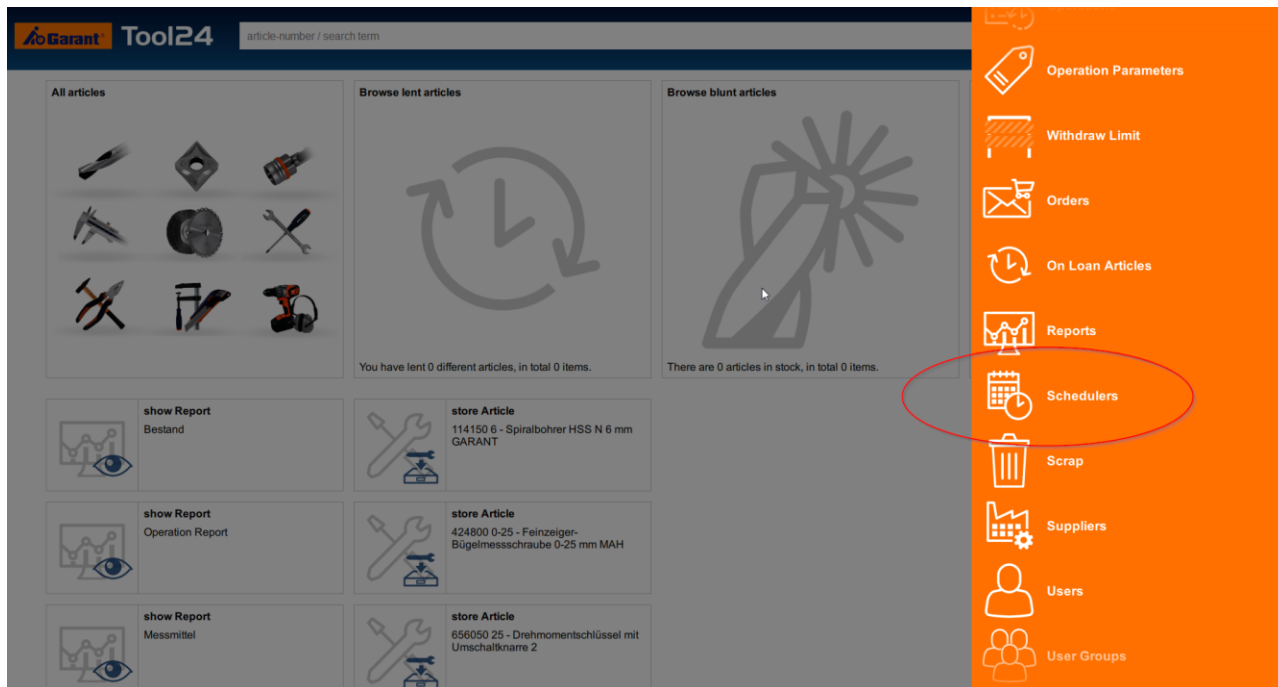 Garant
Tool24
article-number / search term
All articles
Browse lent articles
You have lent 0 different articles, in total 0 items.
Browse blunt articles
There are 0 articles in stock, in total 0 items.
show Report
Bestand
store Article
114150 6 - Spiralbohrer HSS N 6 mm
GARANT
show Report
Operation Report
store Article
424800 0-25 - Feinzeiger-
Bügelmessschraube 0-25 mm MAH
show Report
Messmittel
store Article
656050 25 - Drehmomentschlüssel mit
Umschaltknarre 2
Operation Parameters
Withdraw Limit
Orders
On Loan Articles
Reports
Schedulers
Scrap
Suppliers
Users
User Groups